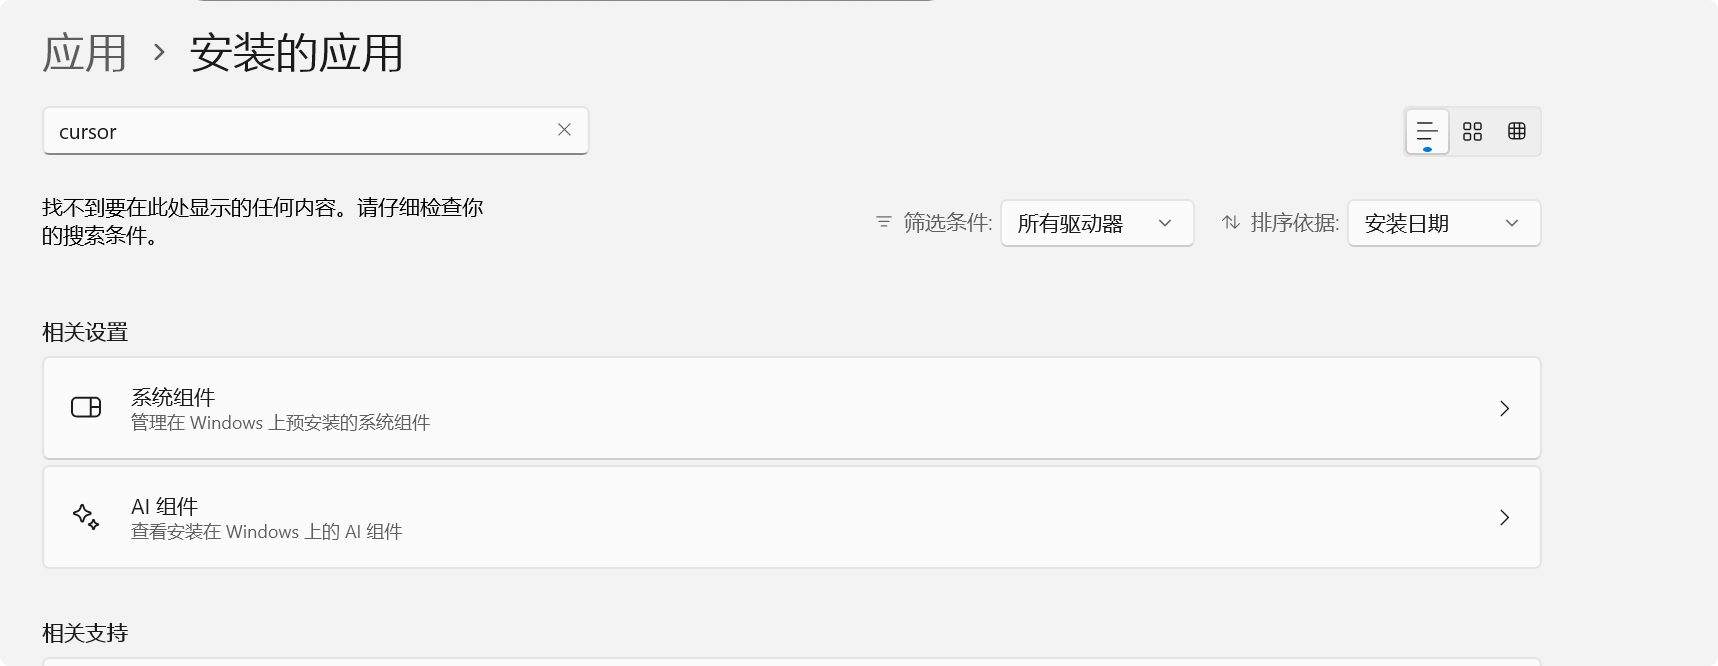 应用 › 安装的应用
cursor
找不到要在此处显示的任何内容。请仔细检查你
的搜索条件。
筛选条件: 所有驱动器 排序依据: 安装日期
相关设置
系统组件
管理在 Windows 上预安装的系统组件
AI 组件
查看安装在 Windows 上的 AI 组件
相关支持